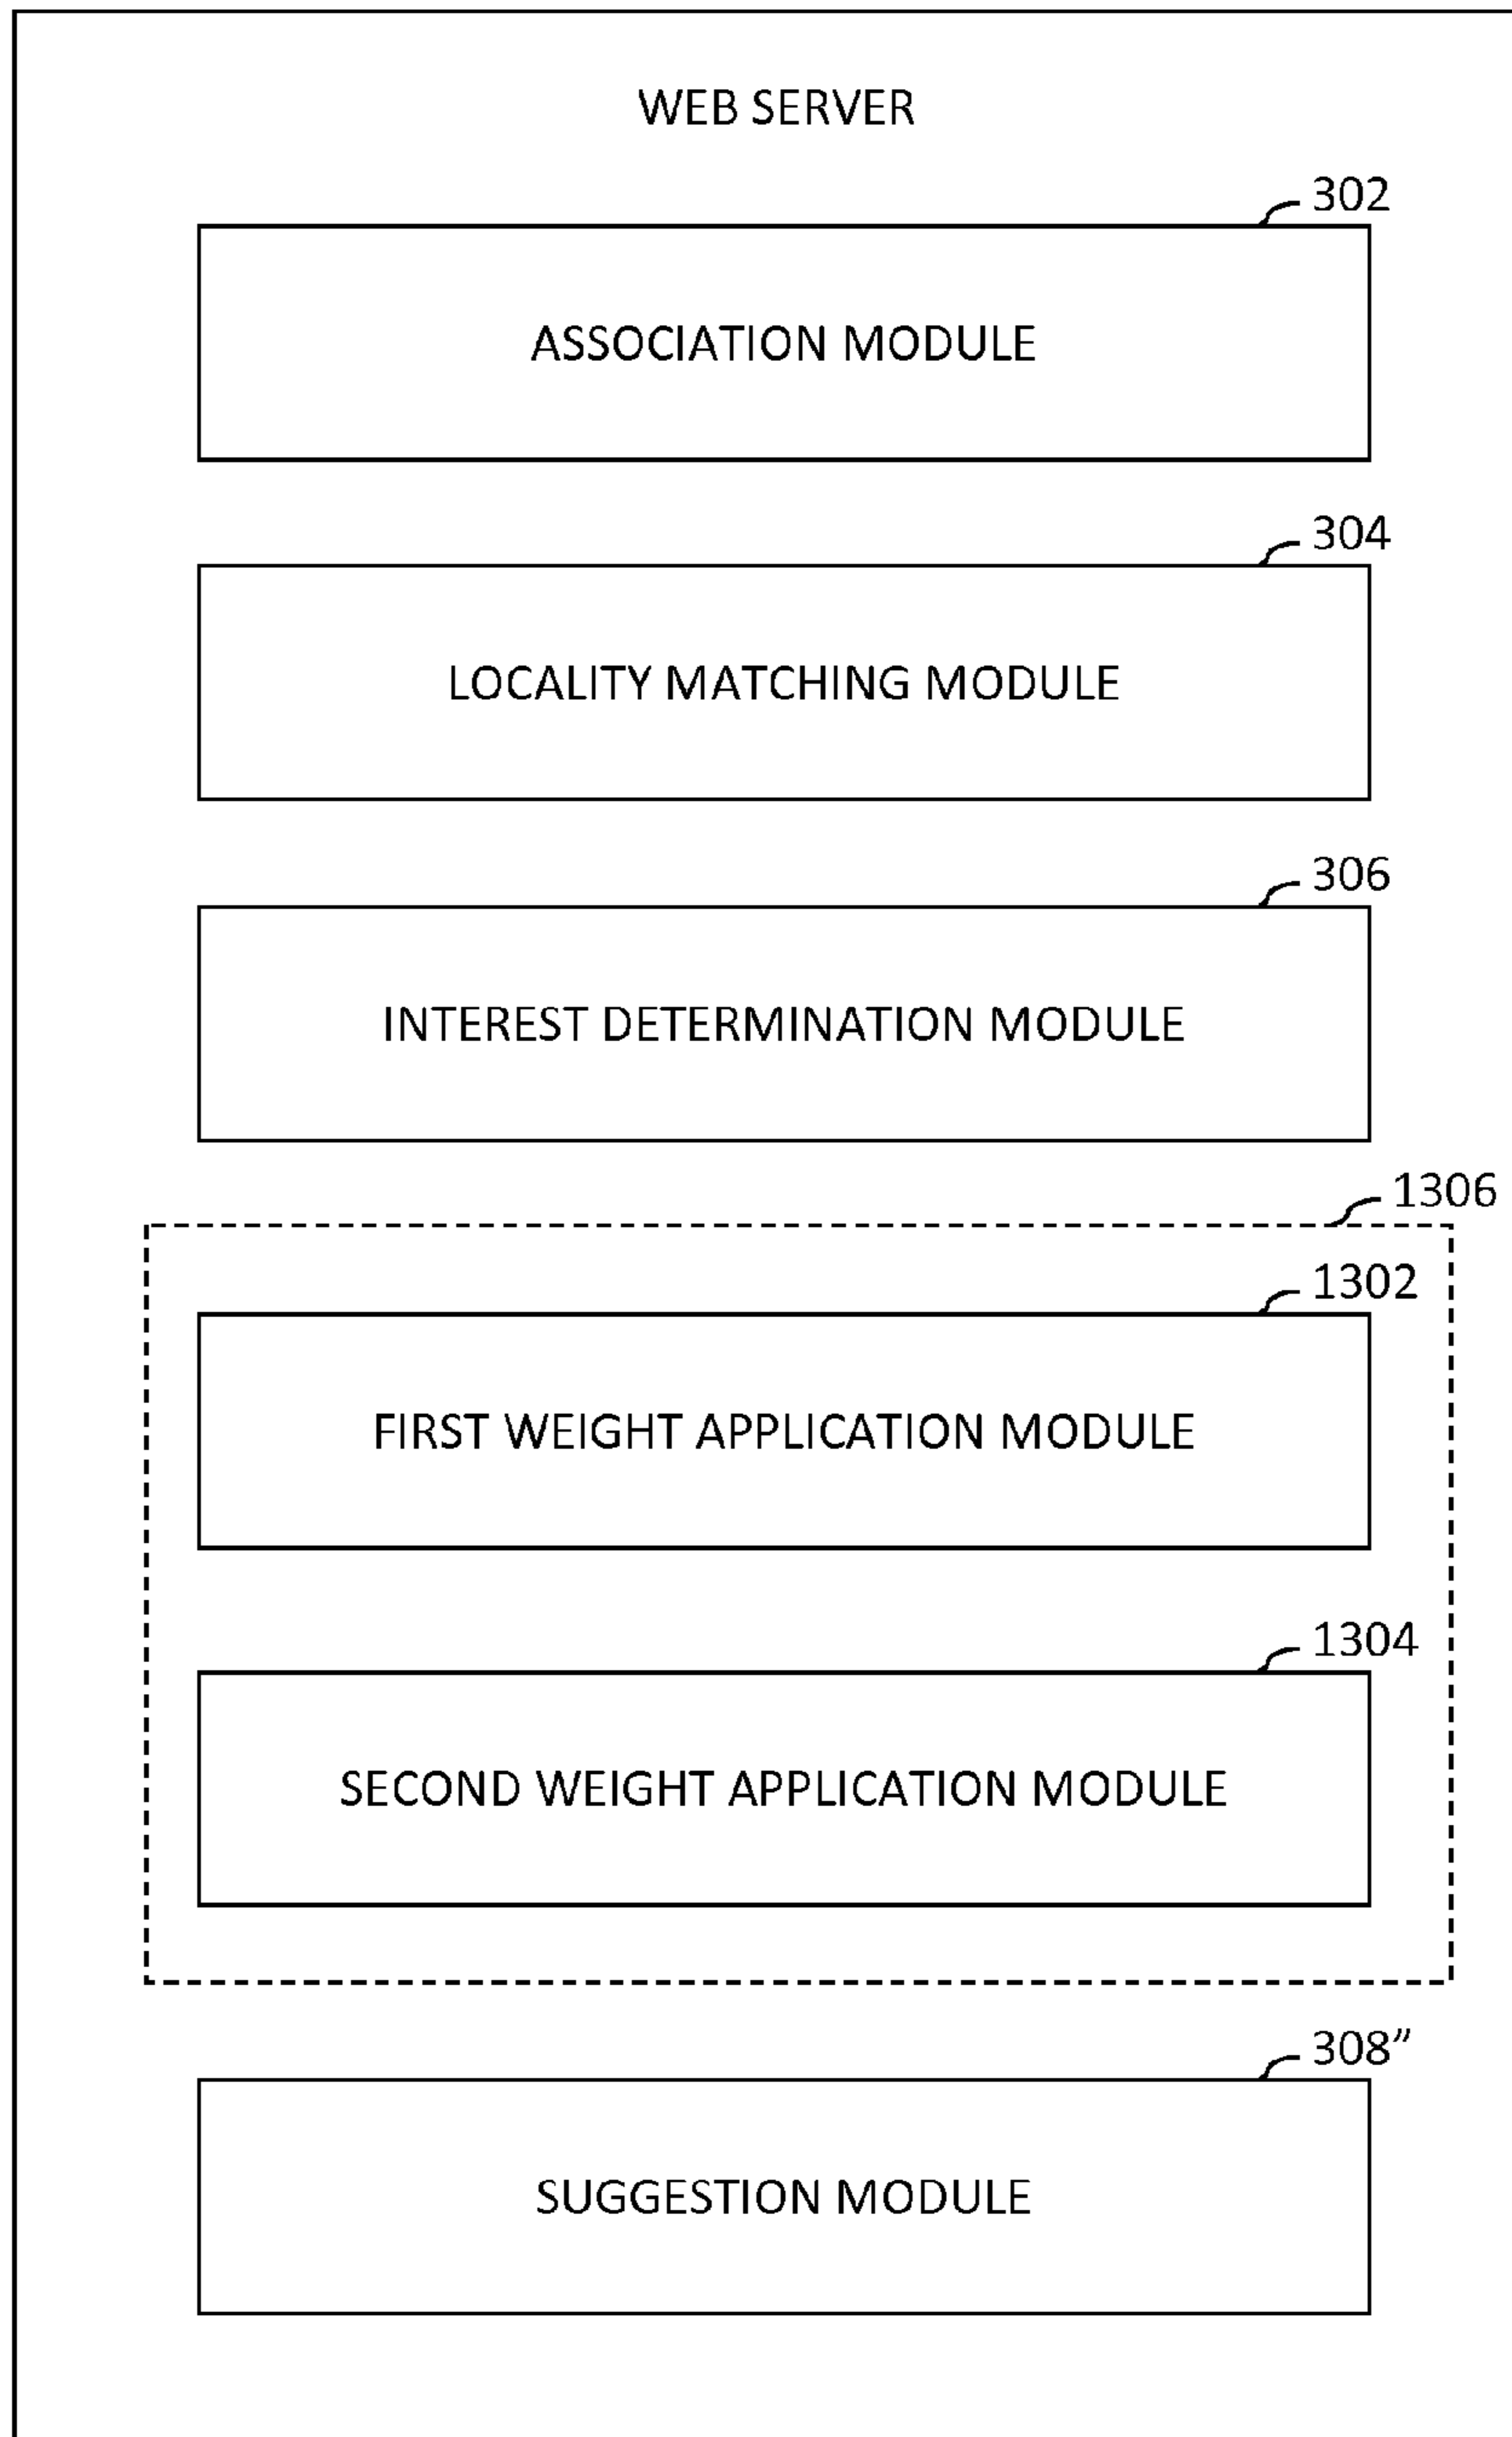 WEB SERVER
302
ASSOCIATION MODULE
304
LOCALITY MATCHING MODULE
306
INTEREST DETERMINATION MODULE
1306
1302
FIRST WEIGHT APPLICATION MODULE
1304
SECOND WEIGHT APPLICATION MODULE
308”
SUGGESTION MODULE